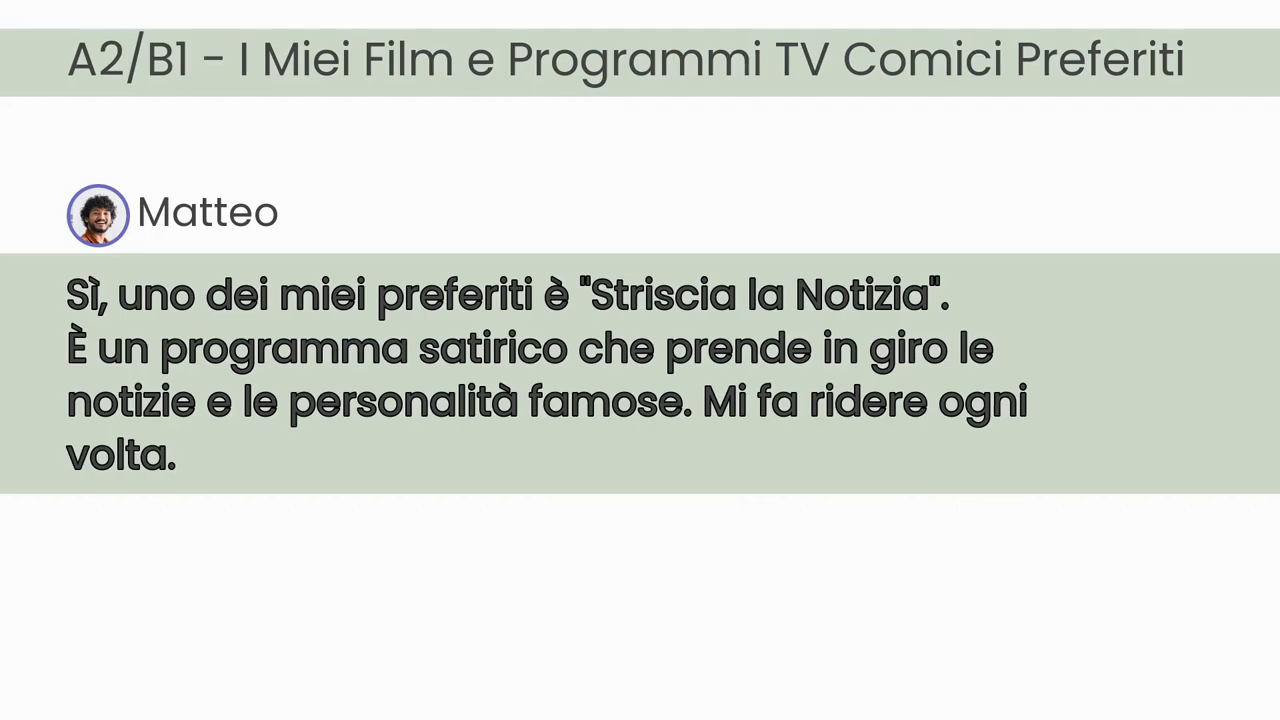 A2/B1 - I Miei Film e Programmi TV Comici Preferiti
Matteo
Sì, uno dei miei preferiti è "Striscia la Notizia".
È un programma satirico che prende in giro le
notizie e le personalità famose. Mi fa ridere ogni
volta.